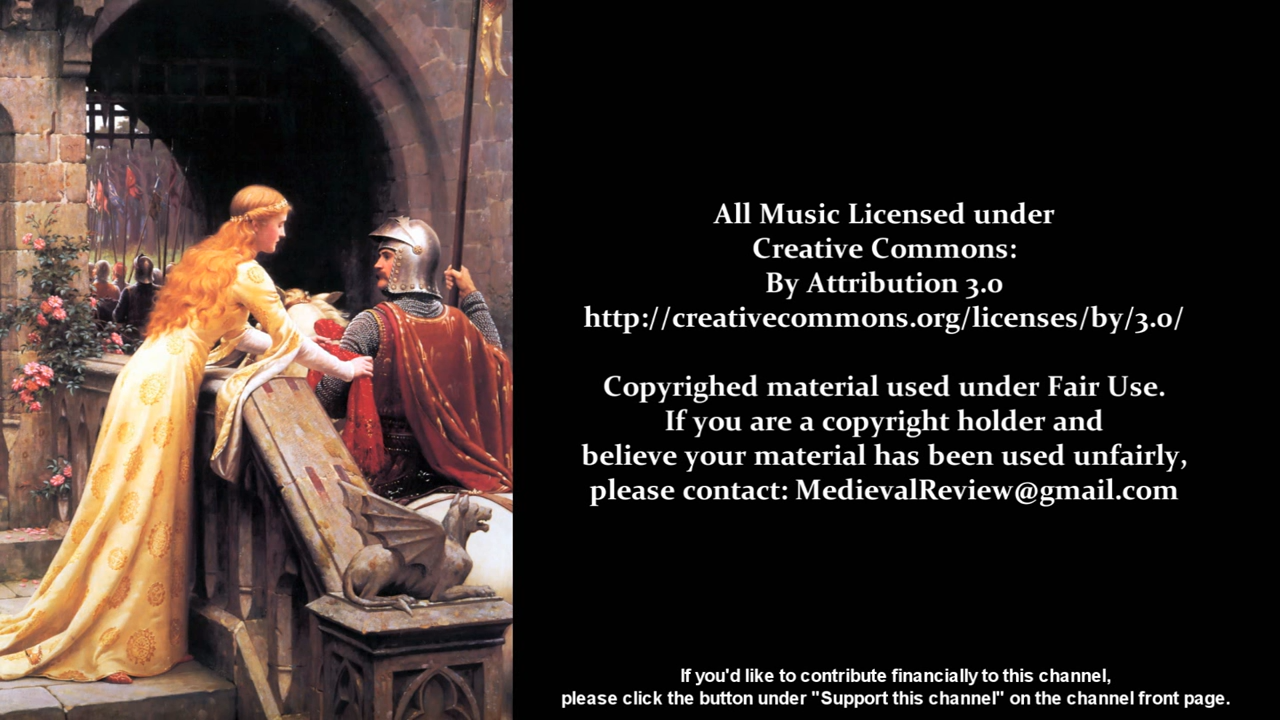 All Music Licensed under
Creative Commons:
By Attribution 3.0
http://creativecommons.org/licenses/by/3.0/
Copyrighed material used under Fair Use.
If you are a copyright holder and
believe your material has been used unfairly,
please contact: MedievalReview@gmail.com
If you'd like to contribute financially to this channel,
please click the button under "Support this channel" on the channel front page.